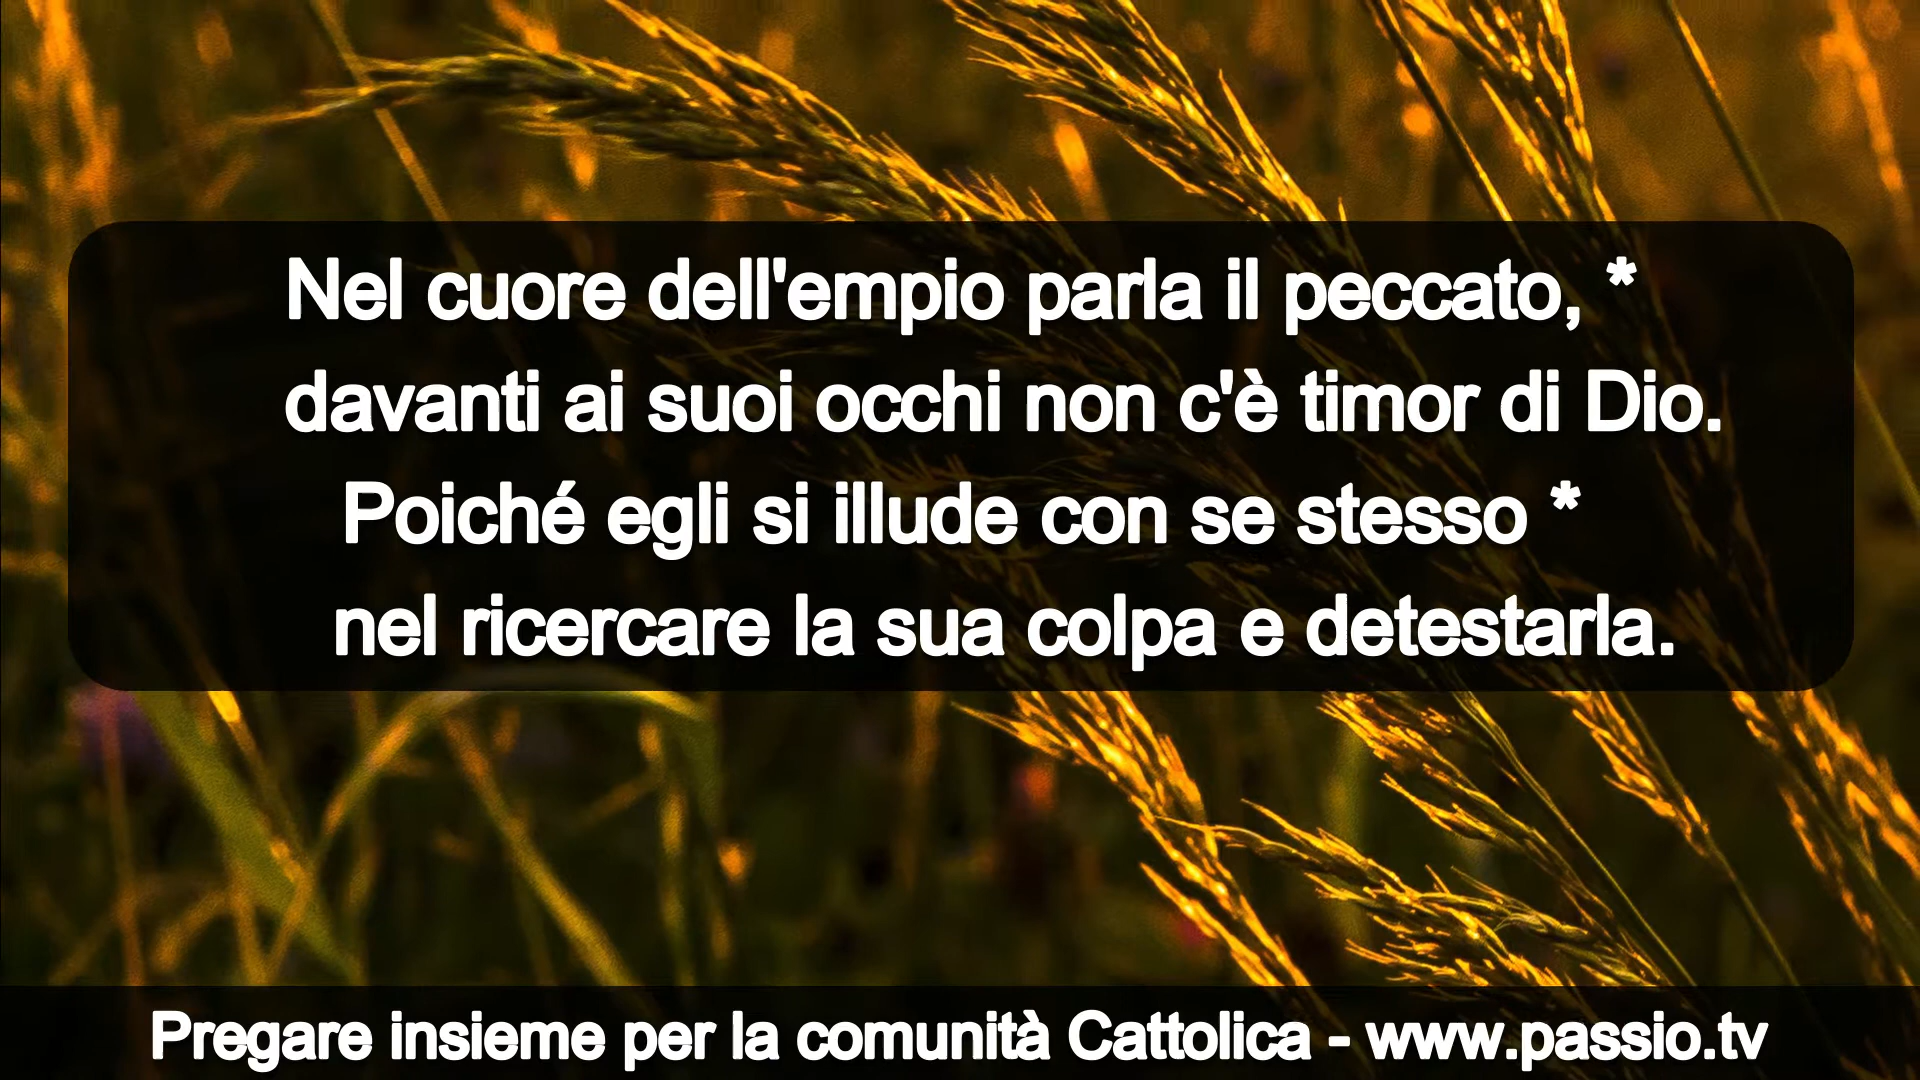 Nel cuore dell'empio parla il peccato, *
davanti ai suoi occhi non c'è timor di Dio.
Poiché egli si illude con se stesso *
nel ricercare la sua colpa e detestarla.
Pregare insieme per la comunità Cattolica - www.passio.tv